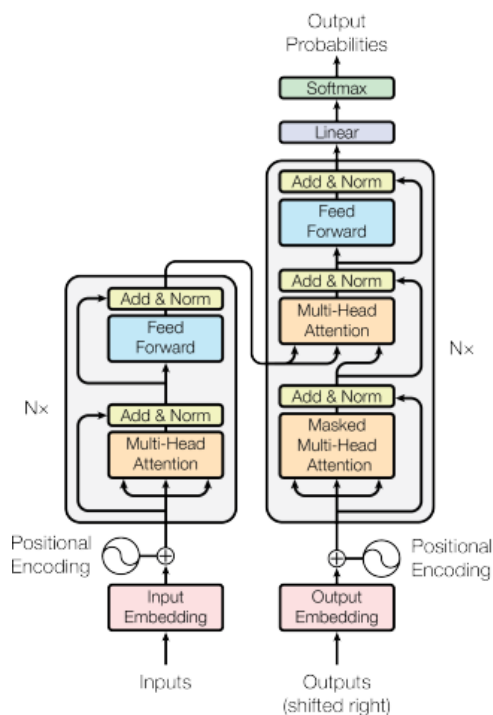 Output
Probabilities
Softmax
Linear
Add & Norm
Feed
Forward
Add & Norm
Multi-Head
Attention
Nx
Add & Norm
Masked
Multi-Head
Attention
Positional
Encoding
Output
Embedding
Outputs
(shifted right)
Add & Norm
Feed
Forward
Nx
Add & Norm
Multi-Head
Attention
Positional
Encoding
Input
Embedding
Inputs